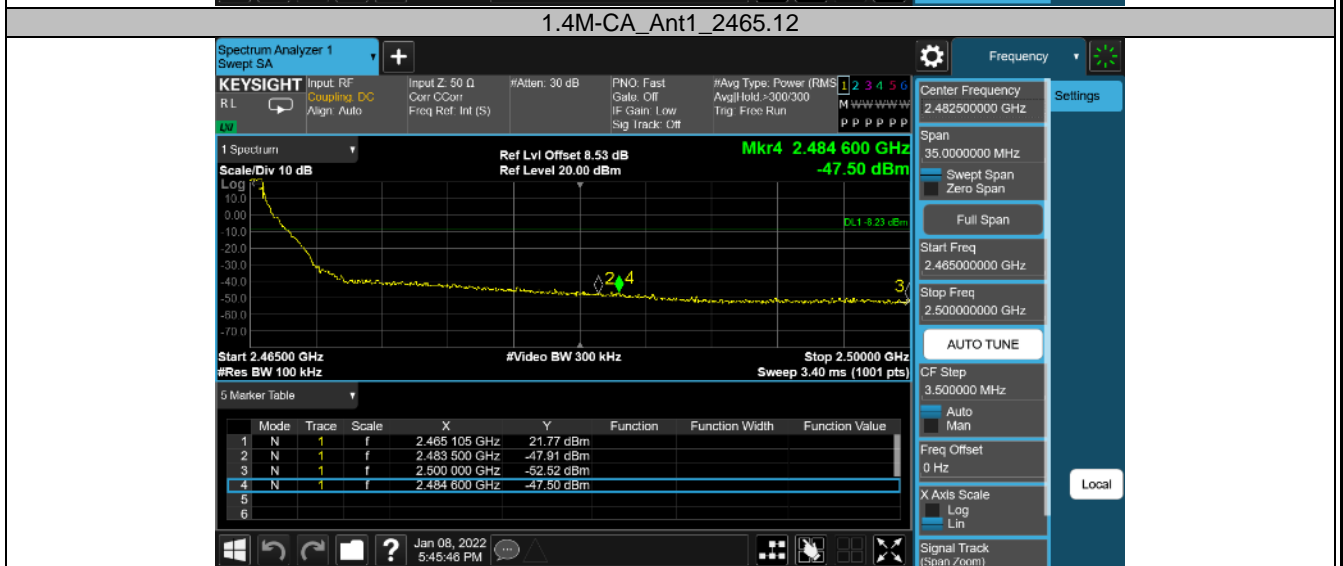 1.4M-CA_Ant1_2465.12
Spectrum Analyzer 1
Swept SA
+
Frequency
KEYSIGHT
RL
LXI
Input: RF
Coupling: DC
Align: Auto
Input Z: 50 Ω
Corr CCorr
Freq Ref: Int (S)
#Atten: 30 dB
PNO: Fast
Gate: Off
IF Gain: Low
Sig Track: Off
#Avg Type: Power (RMS
Avg|Hold:>300/300
Trig: Free Run
1 2 3 4 5 6
M W W W W W
P P P P P P
Center Frequency
2.482500000 GHz
Settings
1 Spectrum
Scale/Div 10 dB
Ref Lvl Offset 8.53 dB
Ref Level 20.00 dBm
Mkr4 2.484 600 GHz
-47.50 dBm
Span
35.0000000 MHz
Swept Span
Zero Span
Full Span
Start Freq
2.465000000 GHz
Stop Freq
2.500000000 GHz
AUTO TUNE
CF Step
3.500000 MHz
Auto
Man
Freq Offset
0 Hz
X Axis Scale
Log
Lin
Signal Track
(Span Zoom)
Local
Log
10.0
0.00
-10.0
-20.0
-30.0
-40.0
-50.0
-60.0
-70.0
DL1 -8.23 dBm
2 4
3
Start 2.46500 GHz
#Res BW 100 kHz
#Video BW 300 kHz
Stop 2.50000 GHz
Sweep 3.40 ms (1001 pts)
5 Marker Table
Mode Trace Scale X Y Function Function Width Function Value
1 N 1 f 2.465 105 GHz 21.77 dBm
2 N 1 f 2.483 500 GHz -47.91 dBm
3 N 1 f 2.500 000 GHz -52.52 dBm
4 N 1 f 2.484 600 GHz -47.50 dBm
5
6
?
Jan 08, 2022
5:45:46 PM